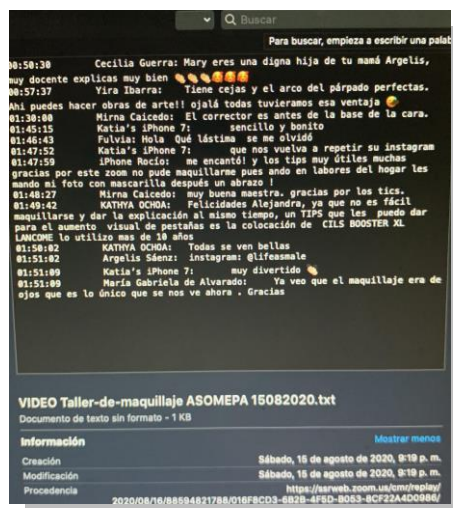 Buscar
Para buscar, empieza a escribir una palab
00:50:30 Cecilia Guerra: Mary eres una digna hija de tu mamá Argelis,
muy docente explicas muy bien 👏👏👏🥰🥰🥰
00:57:37 Yira Ibarra: Tiene cejas y el arco del párpado perfectas.
Ahi puedes hacer obras de arte!! ojalá todas tuvieramos esa ventaja
01:30:00 Mirna Caicedo: El corrector es antes de la base de la cara.
01:45:15 Katia's iPhone 7: sencillo y bonito
01:46:43 Fulvia: Hola Qué lástima se me olvidó
01:47:52 Katia's iPhone 7: que nos vuelva a repetir su instagram
01:47:59 iPhone Rocío: me encantó! y los tips muy útiles muchas
gracias por este zoom no pude maquillarme pues ando en labores del hogar les
mando mi foto con mascarilla después un abrazo !
01:48:27 Mirna Caicedo: muy buena maestra. gracias por los tics.
01:49:42 KATHYA OCHOA: Felicidades Alejandra, ya que no es fácil
maquillarse y dar la explicación al mismo tiempo, un TIPS que les puedo dar
para el aumento visual de pestañas es la colocación de CILS BOOSTER XL
LANCOME lo utilizo mas de 10 años
01:50:02 KATHYA OCHOA: Todas se ven bellas
01:51:02 Argelis Sáenz: instagram: @lifeasmale
01:51:09 Katia's iPhone 7: muy divertido 👏
01:51:09 María Gabriela de Alvarado: Ya veo que el maquillaje era de
ojos que es lo único que se nos ve ahora . Gracias
VIDEO Taller-de-maquillaje ASOMEPA 15082020.txt
Documento de texto sin formato - 1 KB
Información Mostrar menos
Creación Sábado, 15 de agosto de 2020, 9:19 p. m.
Modificación Sábado, 15 de agosto de 2020, 9:19 p. m.
Procedencia https://ssrweb.zoom.us/cmr/replay/
2020/08/16/88594821788/016F8CD3-6B2B-4F5D-B053-8CF22A4D0986/